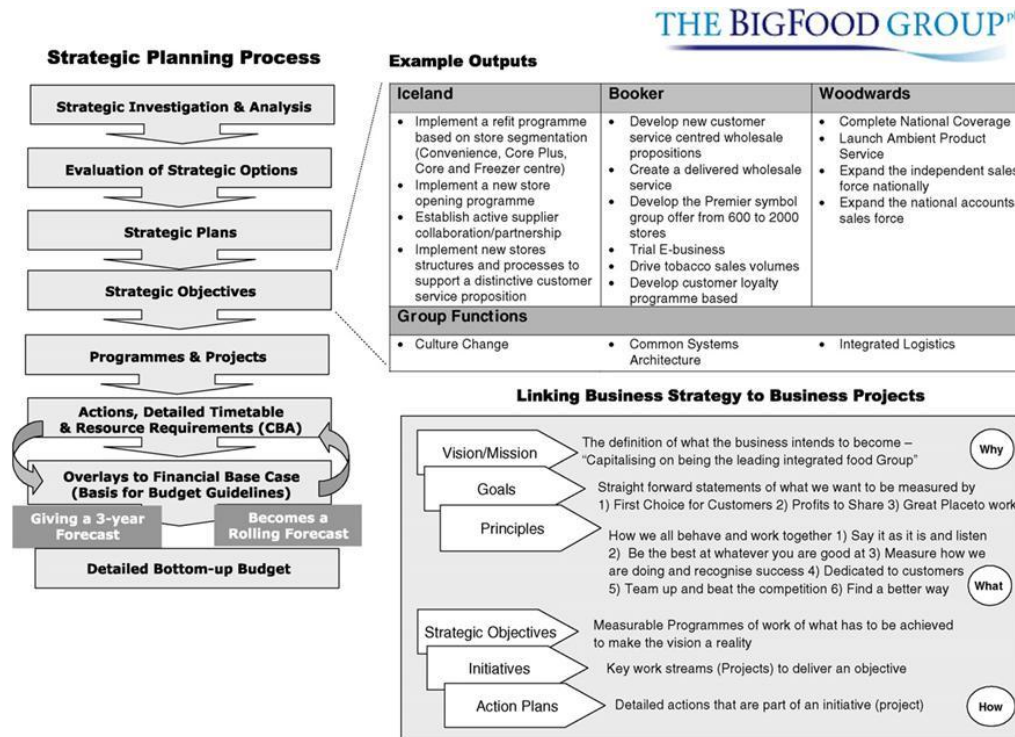 THE BIGFOOD GROUP
Strategic Planning Process
Strategic Investigation & Analysis
Evaluation of Strategic Options
Strategic Plans
Strategic Objectives
Programmes & Projects
Actions, Detailed Timetable
& Resource Requirements (CBA)
Overlays to Financial Base Case
(Basis for Budget Guidelines)
Giving a 3-year
Forecast
Becomes a
Rolling Forecast
Detailed Bottom-up Budget
Example Outputs
Iceland
• Implement a refit programme
based on store segmentation
(Convenience, Core Plus,
Core and Freezer centre)
• Implement a new store
opening programme
• Establish active supplier
collaboration/partnership
• Implement new stores
structures and processes to
support a distinctive customer
service proposition
Booker
• Develop new customer
service centred wholesale
propositions
• Create a delivered wholesale
service
• Develop the Premier symbol
group offer from 600 to 2000
stores
• Trial E-business
• Drive tobacco sales volumes
• Develop customer loyalty
programme based
Woodwards
• Complete National Coverage
• Launch Ambient Product
Service
• Expand the independent sales
force nationally
• Expand the national accounts
sales force
Group Functions
• Culture Change
• Common Systems
Architecture
• Integrated Logistics
Linking Business Strategy to Business Projects
Vision/Mission
The definition of what the business intends to become –
“Capitalising on being the leading integrated food Group”
Why
Goals
Straight forward statements of what we want to be measured by
1) First Choice for Customers 2) Profits to Share 3) Great Placeto work
Principles
How we all behave and work together 1) Say it as it is and listen
2) Be the best at whatever you are good at 3) Measure how we
are doing and recognise success 4) Dedicated to customers
5) Team up and beat the competition 6) Find a better way
What
Strategic Objectives
Measurable Programmes of work of what has to be achieved
to make the vision a reality
Initiatives
Key work streams (Projects) to deliver an objective
Action Plans
Detailed actions that are part of an initiative (project)
How